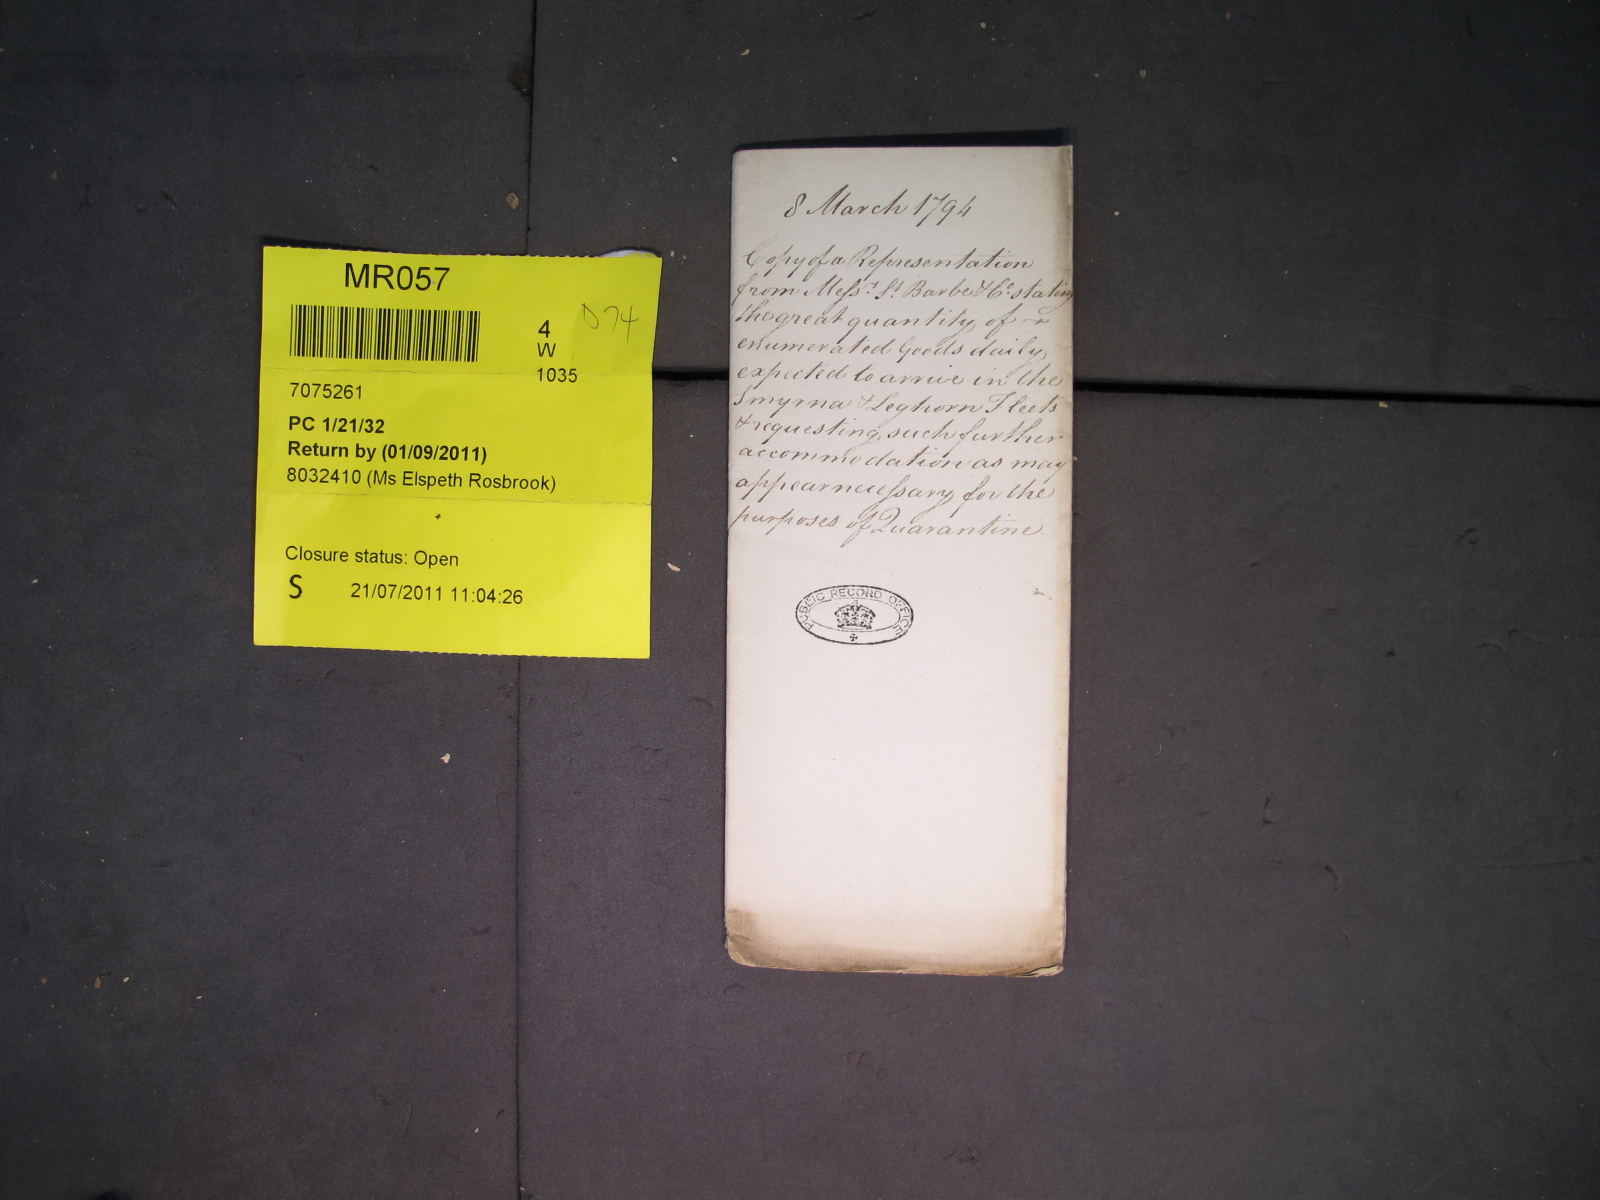 MR057
4
D74
W
1035
7075261
PC 1/21/32
Return by (01/09/2011)
8032410 (Ms Elspeth Rosbrook)
Closure status: Open
S 21/07/2011 11:04:26
8 March 1794
Copy of a Representation
from Messrs. St. Barbe & Co. stating
the great quantity of
enumerated Goods daily
expected to arrive in the
Smyrna & Leghorn Fleets
& requesting such further
accommodation as may
appear necessary for the
purposes of Quarantine.
PUBLIC RECORD OFFICE